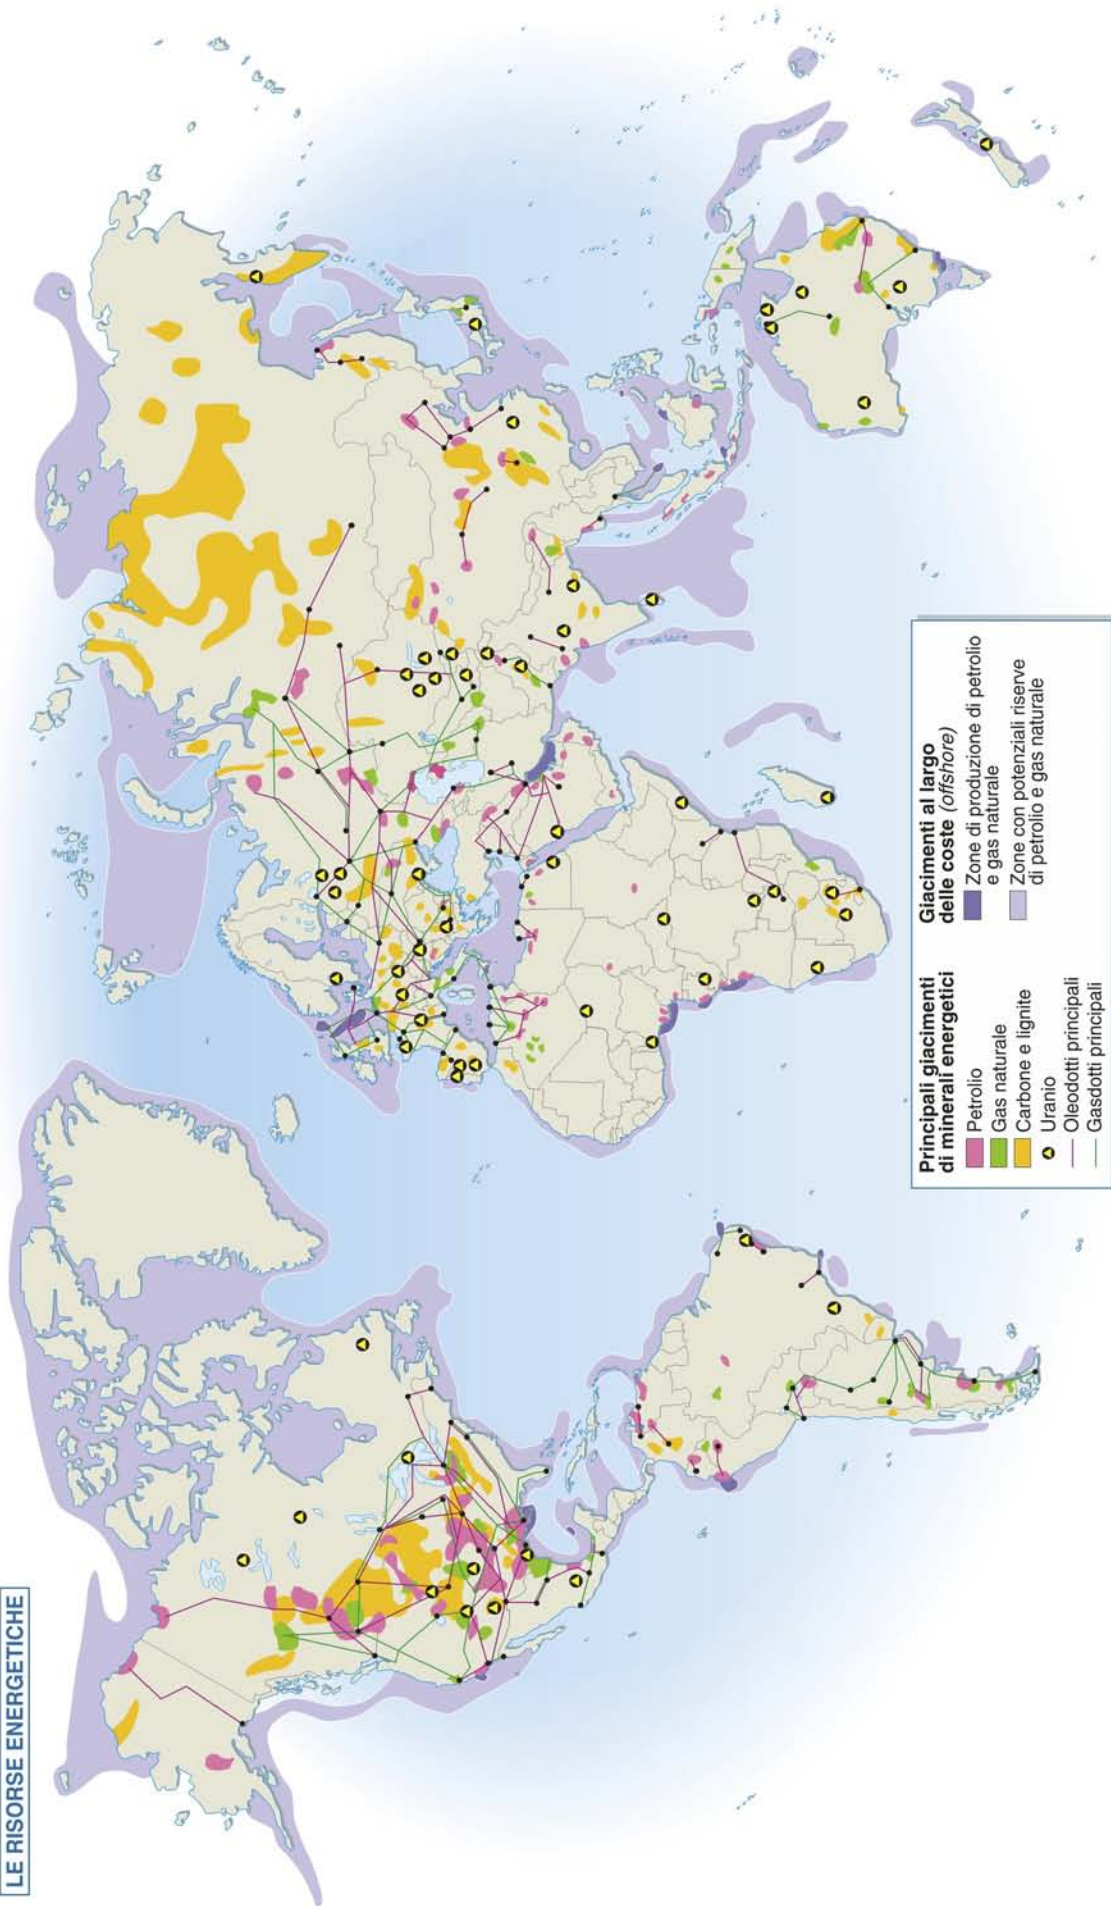 LE RISORSE ENERGETICHE
Principali giacimenti
di minerali energetici
Petrolio
Gas naturale
Carbone e lignite
Uranio
Oleodotti principali
Gasdotti principali
Giacimenti al largo
delle coste (offshore)
Zone di produzione di petrolio
e gas naturale
Zone con potenziali riserve
di petrolio e gas naturale